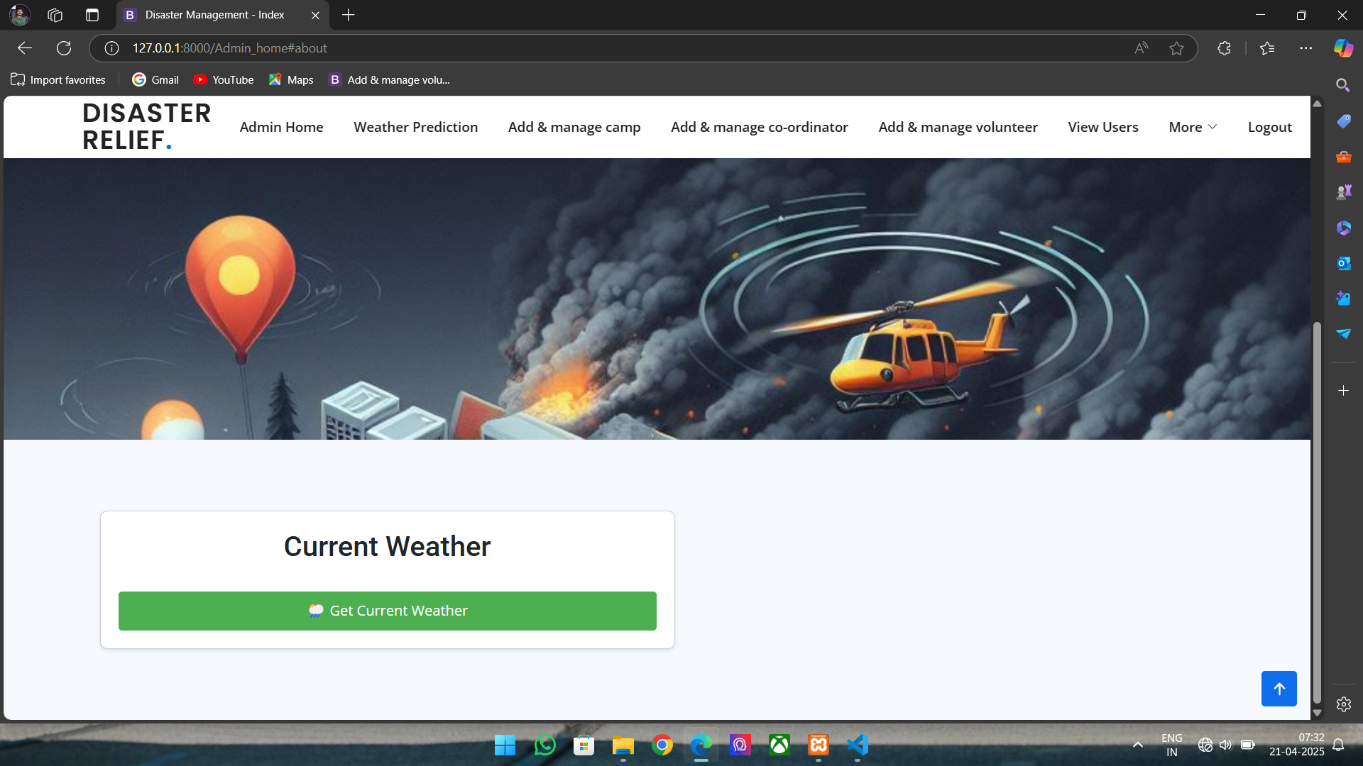 Disaster Management - Index
127.0.0.1:8000/Admin_home#about
Import favorites
Gmail
YouTube
Maps
Add & manage volu...
DISASTER
RELIEF.
Admin Home
Weather Prediction
Add & manage camp
Add & manage co-ordinator
Add & manage volunteer
View Users
More
Logout
Current Weather
Get Current Weather
ENG
IN
07:32
21-04-2025